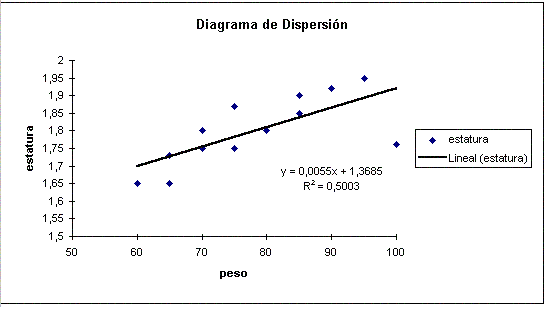 Diagrama de Dispersión
estatura
2
1,95
1,9
1,85
1,8
1,75
1,7
1,65
1,6
1,55
1,5
50
60
70
80
90
100
peso
y = 0,0055x + 1,3685
R² = 0,5003
estatura
Lineal (estatura)